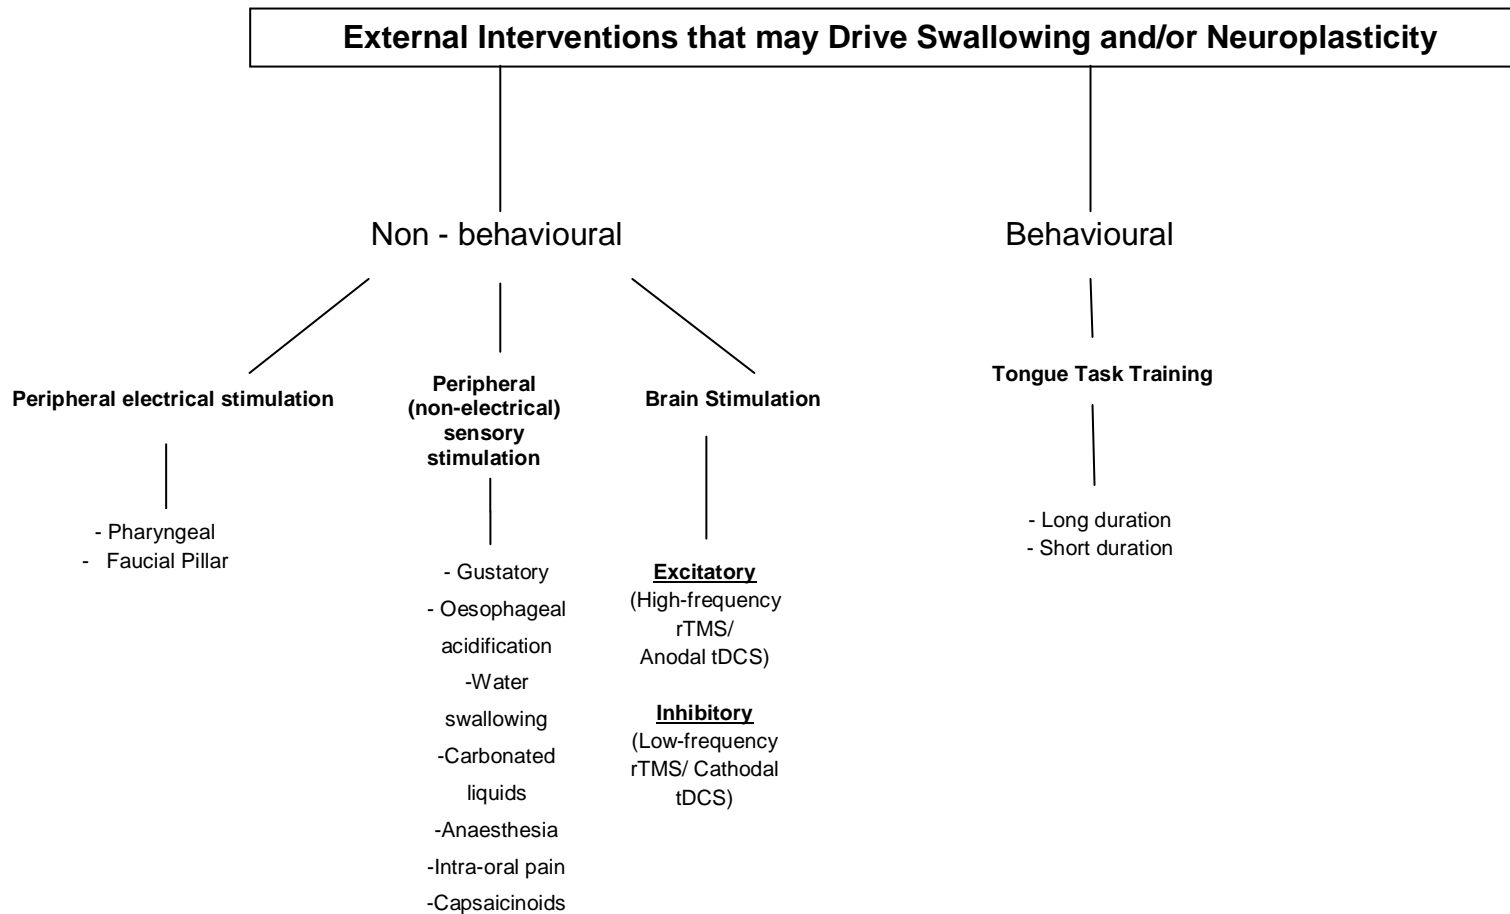 External Interventions that may Drive Swallowing and/or Neuroplasticity
Non - behavioural
Behavioural
Peripheral electrical stimulation
- Pharyngeal
- Faucial Pillar
Peripheral
(non-electrical)
sensory
stimulation
- Gustatory
- Oesophageal
acidification
-Water
swallowing
-Carbonated
liquids
-Anaesthesia
-Intra-oral pain
-Capsaicinoids
Brain Stimulation
Excitatory
(High-frequency
rTMS/
Anodal tDCS)
Inhibitory
(Low-frequency
rTMS/ Cathodal
tDCS)
Tongue Task Training
- Long duration
- Short duration